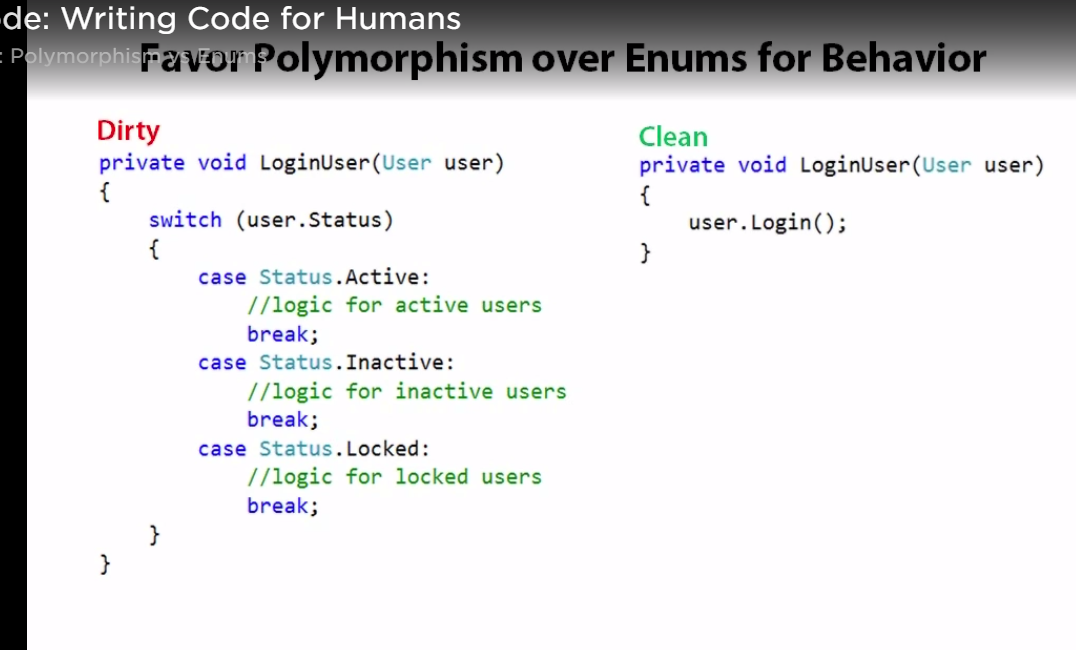 de: Writing Code for Humans
: Polymorphism vs Enums
Favor Polymorphism over Enums for Behavior
Dirty
private void LoginUser(User user)
{
    switch (user.Status)
    {
        case Status.Active:
            //logic for active users
            break;
        case Status.Inactive:
            //logic for inactive users
            break;
        case Status.Locked:
            //logic for locked users
            break;
    }
}
Clean
private void LoginUser(User user)
{
    user.Login();
}